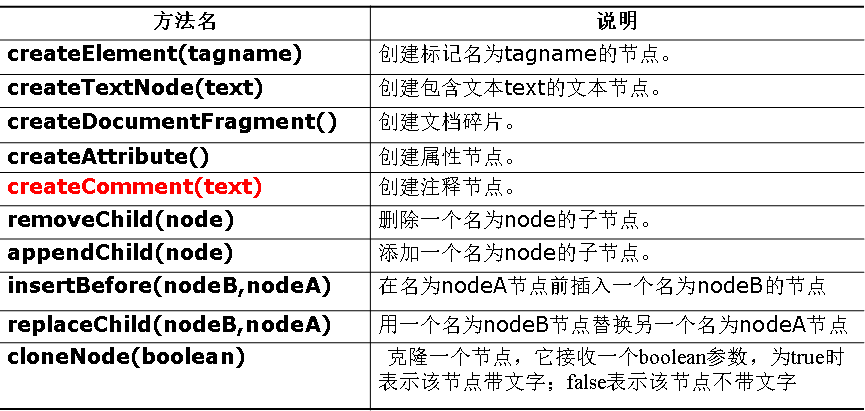 方法名 说明
createElement(tagname) 创建标记名为tagname的节点。
createTextNode(text) 创建包含文本text的文本节点。
createDocumentFragment() 创建文档碎片。
createAttribute() 创建属性节点。
createComment(text) 创建注释节点。
removeChild(node) 删除一个名为node的子节点。
appendChild(node) 添加一个名为node的子节点。
insertBefore(nodeB,nodeA) 在名为nodeA节点前插入一个名为nodeB的节点
replaceChild(nodeB,nodeA) 用一个名为nodeB节点替换另一个名为nodeA节点
cloneNode(boolean) 克隆一个节点，它接收一个boolean参数，为true时
表示该节点带文字；false表示该节点不带文字